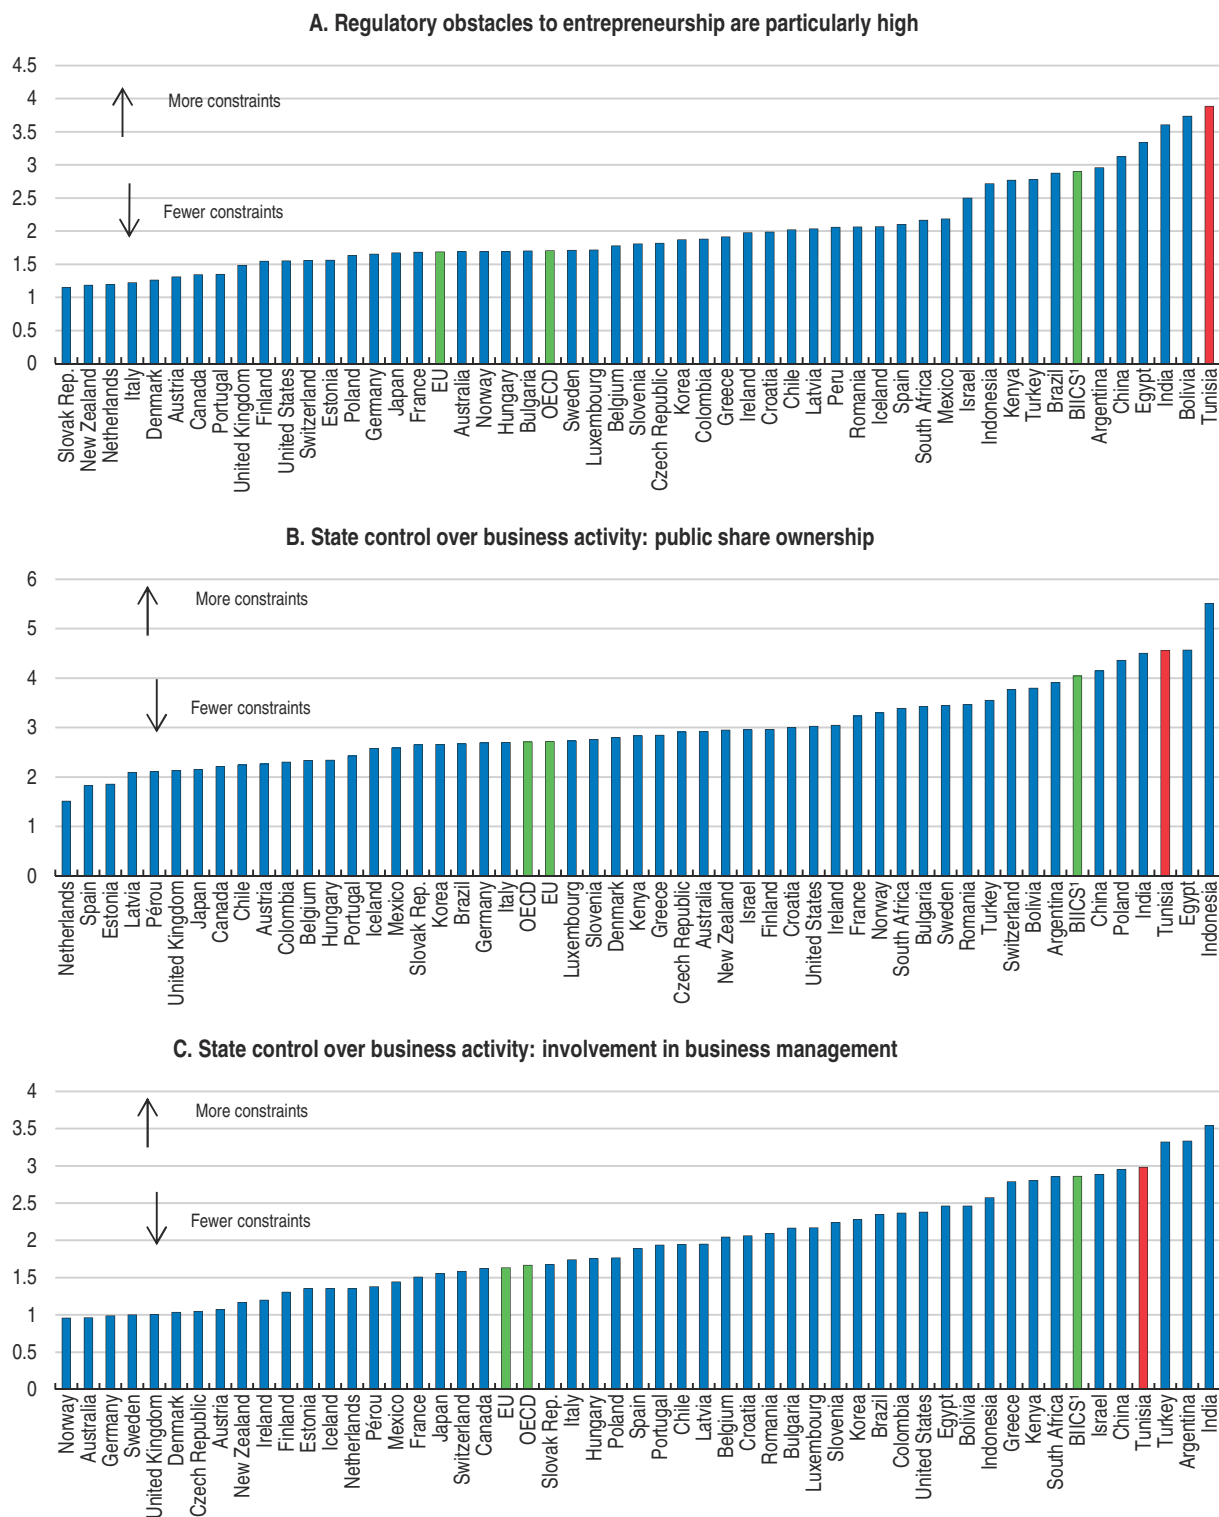 A. Regulatory obstacles to entrepreneurship are particularly high
4.5
4
3.5
3
2.5
2
1.5
1
0.5
0
More constraints
Fewer constraints
Slovak Rep.
New Zealand
Netherlands
Italy
Denmark
Austria
Canada
Portugal
United Kingdom
Finland
United States
Switzerland
Estonia
Poland
Germany
Japan
France
EU
Australia
Norway
Hungary
Bulgaria
OECD
Sweden
Luxembourg
Belgium
Slovenia
Czech Republic
Korea
Colombia
Greece
Ireland
Croatia
Chile
Latvia
Peru
Romania
Iceland
Spain
South Africa
Mexico
Israel
Indonesia
Kenya
Turkey
Brazil
BIICS¹
Argentina
China
Egypt
India
Bolivia
Tunisia
B. State control over business activity: public share ownership
6
5
4
3
2
1
0
More constraints
Fewer constraints
Netherlands
Spain
Estonia
Latvia
Pérou
United Kingdom
Japan
Canada
Chile
Austria
Colombia
Belgium
Hungary
Portugal
Iceland
Mexico
Slovak Rep.
Korea
Brazil
Germany
Italy
OECD
EU
Luxembourg
Slovenia
Denmark
Kenya
Greece
Czech Republic
Australia
New Zealand
Israel
Finland
Croatia
United States
Ireland
France
Norway
South Africa
Bulgaria
Sweden
Romania
Turkey
Switzerland
Bolivia
Argentina
BIICS¹
China
Poland
India
Tunisia
Egypt
Indonesia
C. State control over business activity: involvement in business management
4
3.5
3
2.5
2
1.5
1
0.5
0
More constraints
Fewer constraints
Norway
Australia
Germany
Sweden
United Kingdom
Denmark
Czech Republic
Austria
New Zealand
Ireland
Finland
Estonia
Iceland
Netherlands
Pérou
Mexico
France
Japan
Switzerland
Canada
EU
OECD
Slovak Rep.
Italy
Hungary
Poland
Spain
Portugal
Chile
Latvia
Belgium
Croatia
Romania
Bulgaria
Luxembourg
Slovenia
Korea
Brazil
Colombia
United States
Egypt
Bolivia
Indonesia
Greece
Kenya
South Africa
BIICS¹
Israel
China
Tunisia
Turkey
Argentina
India